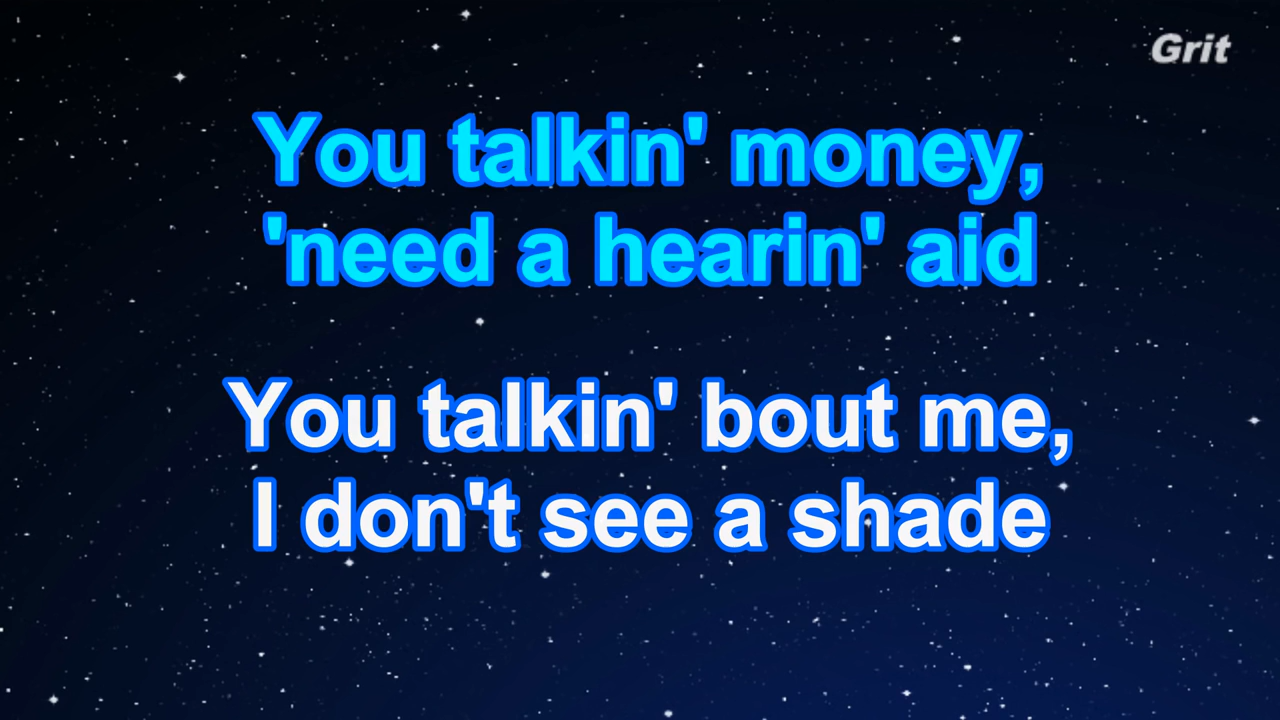 Grit
You talkin' money,
'need a hearin' aid
You talkin' bout me,
I don't see a shade